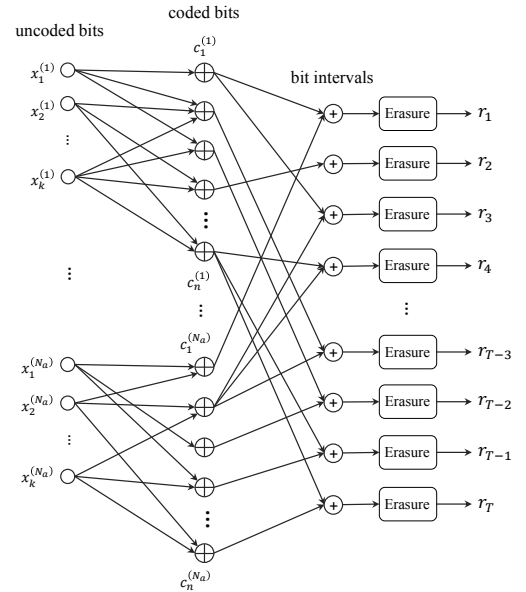 uncoded bits
coded bits
bit intervals
x_1^{(1)}
x_2^{(1)}
...
x_k^{(1)}
...
x_1^{(N_a)}
x_2^{(N_a)}
...
x_k^{(N_a)}
c_1^{(1)}
...
c_n^{(1)}
...
c_1^{(N_a)}
...
c_n^{(N_a)}
Erasure r_1
Erasure r_2
Erasure r_3
Erasure r_4
...
Erasure r_{T-3}
Erasure r_{T-2}
Erasure r_{T-1}
Erasure r_T